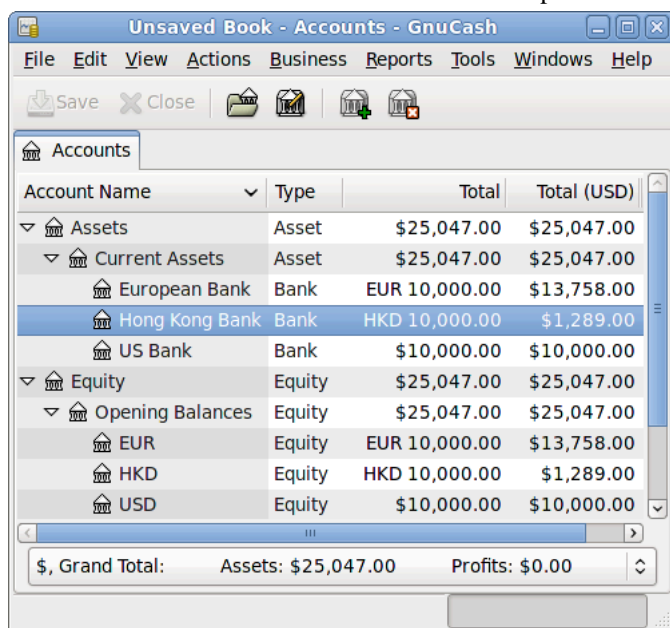 Unsaved Book - Accounts - GnuCash
File Edit View Actions Business Reports Tools Windows Help
Save Close
Accounts
Account Name Type Total Total (USD)
Assets Asset $25,047.00 $25,047.00
Current Assets Asset $25,047.00 $25,047.00
European Bank Bank EUR 10,000.00 $13,758.00
Hong Kong Bank Bank HKD 10,000.00 $1,289.00
US Bank Bank $10,000.00 $10,000.00
Equity Equity $25,047.00 $25,047.00
Opening Balances Equity $25,047.00 $25,047.00
EUR Equity EUR 10,000.00 $13,758.00
HKD Equity HKD 10,000.00 $1,289.00
USD Equity $10,000.00 $10,000.00
$, Grand Total: Assets: $25,047.00 Profits: $0.00